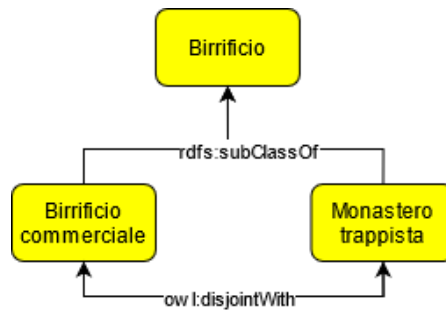 Birrificio
rdfs:subClassOf
Birrificio
commerciale
Monastero
trappista
owl:disjointWith